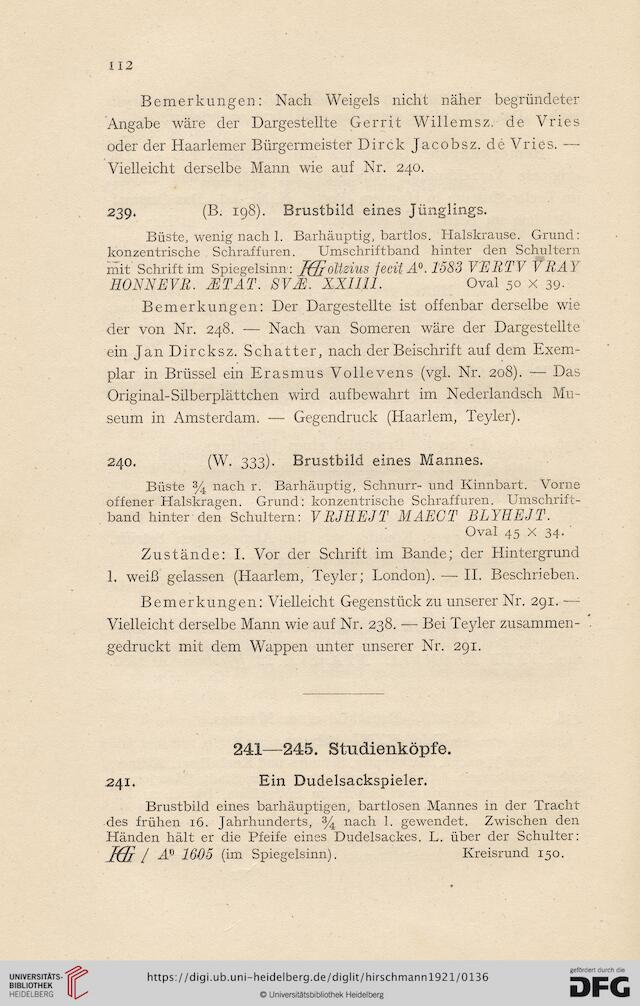 112
Bemerkungen: Nach Weigels nicht näher begründeter
Angabe wäre der Dargestellte Gerrit Willemsz. de Vries
oder der Haarlemer Bürgermeister Dirck Jacobsz. de Vries. —
Vielleicht derselbe Mann wie auf Nr. 240.
239. (B. 198). Brustbild eines Jünglings.
Büste, wenig nach l. Barhäuptig, bartlos. Halskrause. Grund:
konzentrische Schraffuren. Umschriftband hinter den Schultern
mit Schrift im Spiegelsinn: HGoltzius fecit Aº. 1583 VERTV VRAY
HONNEVR. ÆTAT. SVÆ. XXIIII. Oval 50 × 39.
Bemerkungen: Der Dargestellte ist offenbar derselbe wie
der von Nr. 248. — Nach van Someren wäre der Dargestellte
ein Jan Dircksz. Schatter, nach der Beischrift auf dem Exem-
plar in Brüssel ein Erasmus Vollevens (vgl. Nr. 208). — Das
Original-Silberplättchen wird aufbewahrt im Nederlandsch Mu-
seum in Amsterdam. — Gegendruck (Haarlem, Teyler).
240. (W. 333). Brustbild eines Mannes.
Büste ¾ nach r. Barhäuptig, Schnurr- und Kinnbart. Vorne
offener Halskragen. Grund: konzentrische Schraffuren. Umschrift-
band hinter den Schultern: VRJHEJT MAECT BLYHEJT.
Oval 45 × 34.
Zustände: I. Vor der Schrift im Bande; der Hintergrund
l. weiß gelassen (Haarlem, Teyler; London). — II. Beschrieben.
Bemerkungen: Vielleicht Gegenstück zu unserer Nr. 291. —
Vielleicht derselbe Mann wie auf Nr. 238. — Bei Teyler zusammen-
gedruckt mit dem Wappen unter unserer Nr. 291.
241—245. Studienköpfe.
241. Ein Dudelsackspieler.
Brustbild eines barhäuptigen, bartlosen Mannes in der Tracht
des frühen 16. Jahrhunderts, ¾ nach l. gewendet. Zwischen den
Händen hält er die Pfeife eines Dudelsackes. L. über der Schulter:
HG / Aº 1605 (im Spiegelsinn). Kreisrund 150.
UNIVERSITÄTS-
BIBLIOTHEK
HEIDELBERG
https://digi.ub.uni-heidelberg.de/diglit/hirschmann1921/0136
© Universitätsbibliothek Heidelberg
gefördert durch die
DFG